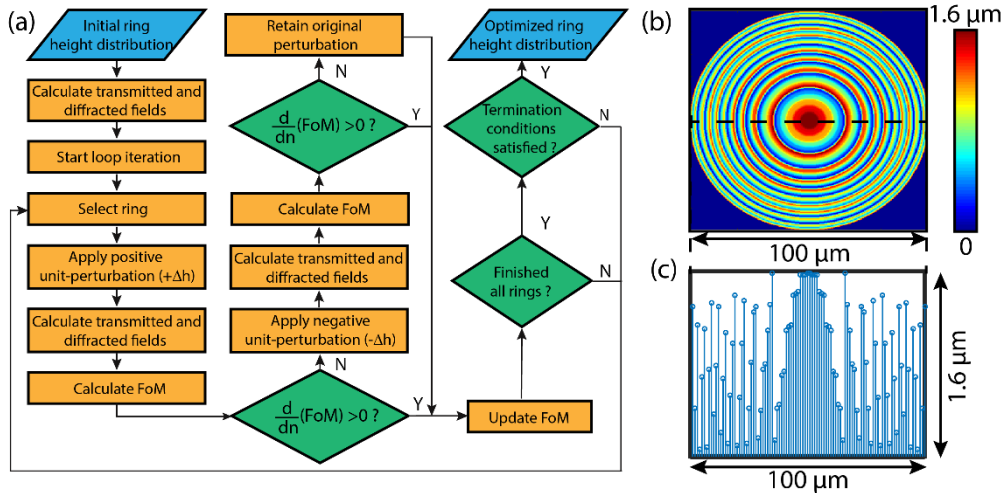 (a)
Initial ring
height distribution
Calculate transmitted and
diffracted fields
Start loop iteration
Select ring
Apply positive
unit-perturbation (+Δh)
Calculate transmitted and
diffracted fields
Calculate FoM
Retain original
perturbation
N
d/dn (FoM) >0 ?
Y
Calculate FoM
Calculate transmitted and
diffracted fields
Apply negative
unit-perturbation (-Δh)
N
d/dn (FoM) >0 ?
Y
Optimized ring
height distribution
Y
Termination
conditions
satisfied ?
N
Y
Finished
all rings ?
N
Update FoM
(b)
1.6 µm
0
100 µm
(c)
1.6 µm
100 µm